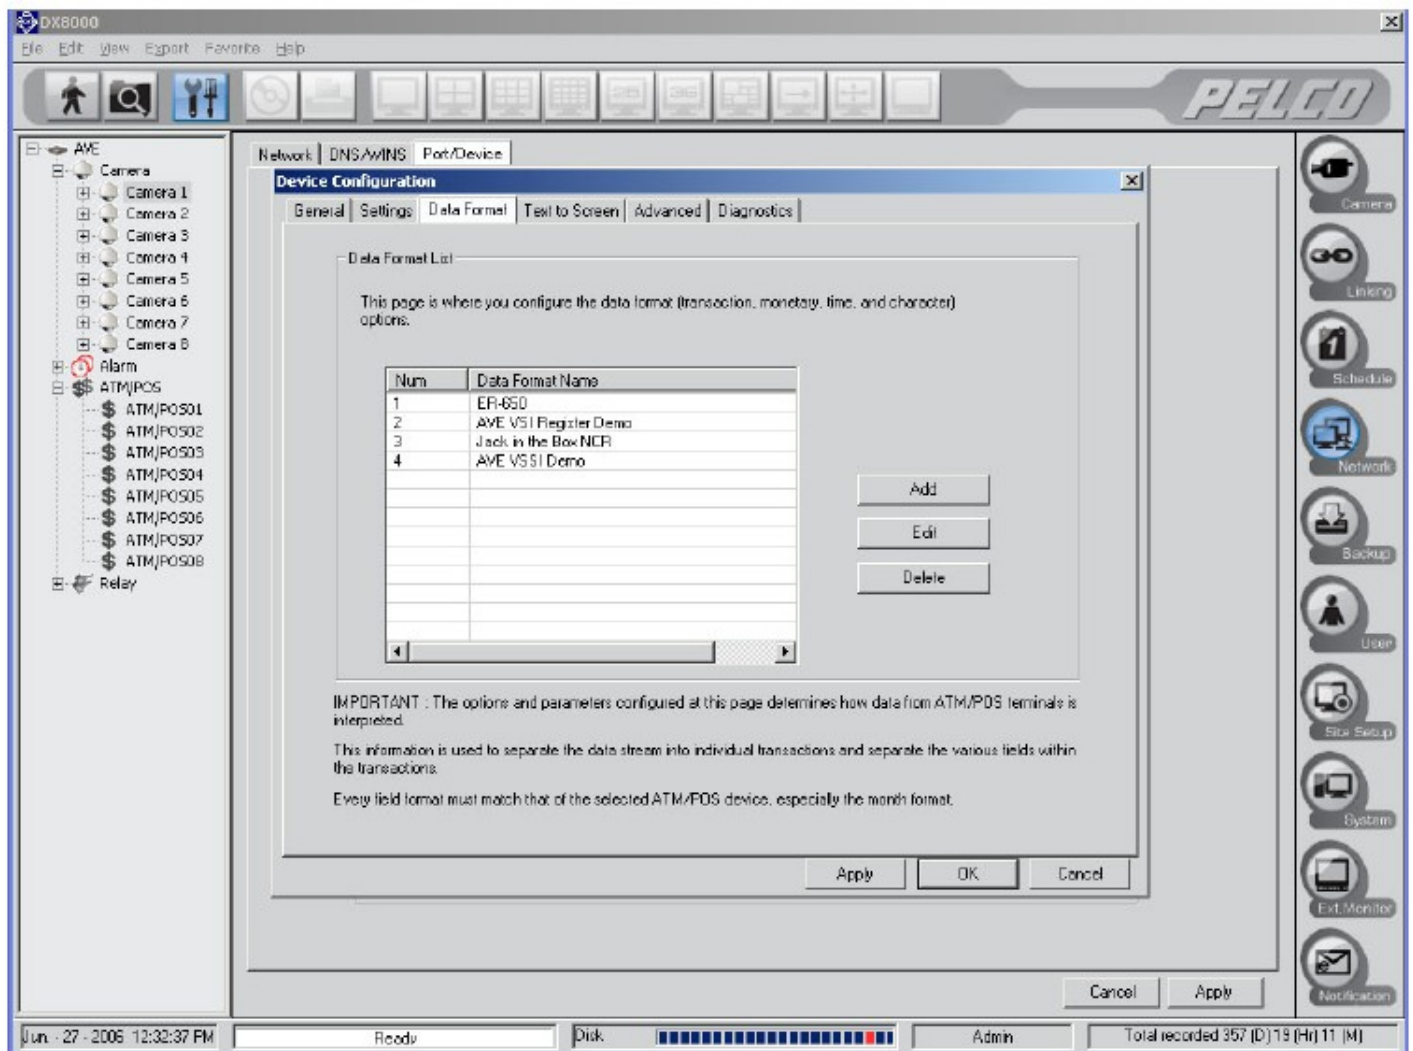 DX8000
File Edit View Export Favorite Help
PELCO
AVE
Camera
Camera 1
Camera 2
Camera 3
Camera 4
Camera 5
Camera 6
Camera 7
Camera 8
Alarm
ATM/POS
ATM/POS01
ATM/POS02
ATM/POS03
ATM/POS04
ATM/POS05
ATM/POS06
ATM/POS07
ATM/POS08
Relay
Network DNS/WINS Port/Device
Device Configuration
General Settings Data Format Text to Screen Advanced Diagnostics
Data Format List
This page is where you configure the data format (transaction, monetary, time, and character)
options.
Num Data Format Name
1 ER-650
2 AVE VSI Register Demo
3 Jack in the Box NCR
4 AVE VSSI Demo
Add
Edit
Delete
IMPORTANT : The options and parameters configured at this page determines how data from ATM/POS terminals is
interpreted.
This information is used to separate the data stream into individual transactions and separate the various fields within
the transactions.
Every field format must match that of the selected ATM/POS device, especially the month format.
Apply OK Cancel
Cancel Apply
Camera
Linking
1
Schedule
Network
Backup
User
Site Setup
System
Ext.Monitor
Notification
Jun. - 27 - 2006 12:32:37 PM Ready Disk Admin Total recorded 357 (D) 19 (Hr) 11 (M)